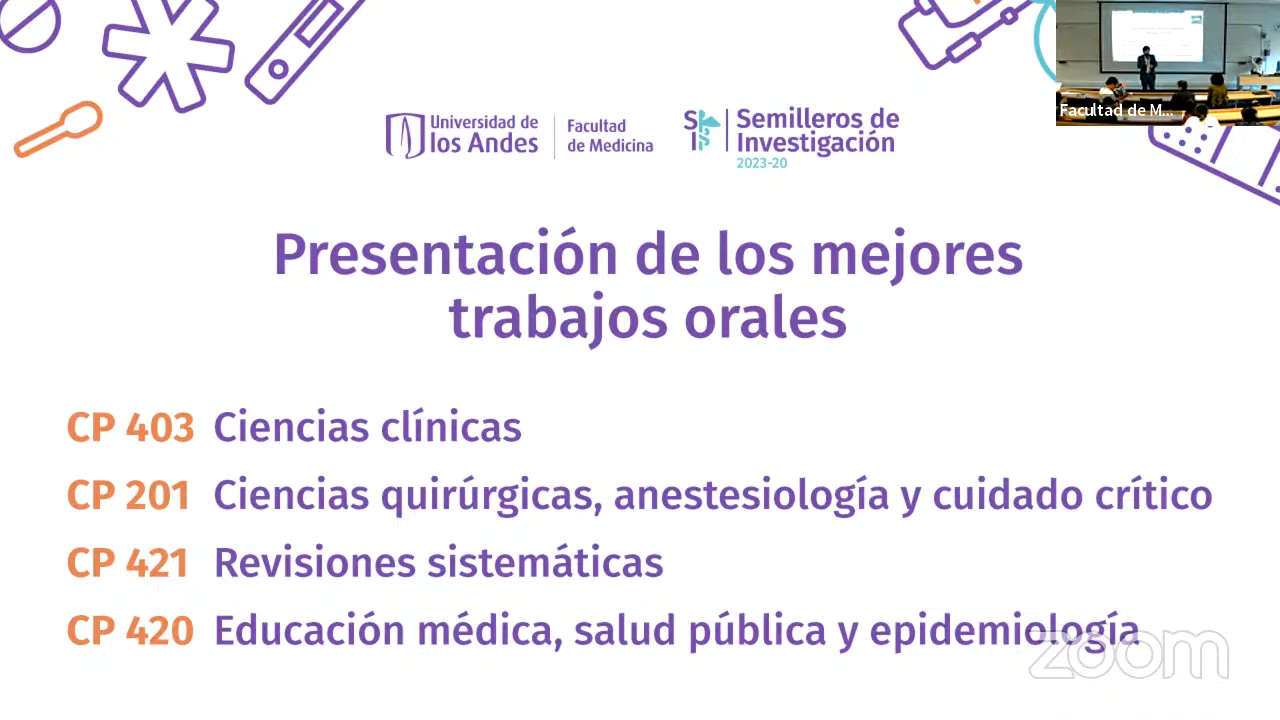 Universidad de
los Andes
Facultad
de Medicina
SIS
Semilleros de
Investigación
2023-20
Facultad de M...
Presentación de los mejores
trabajos orales
CP 403 Ciencias clínicas
CP 201 Ciencias quirúrgicas, anestesiología y cuidado crítico
CP 421 Revisiones sistemáticas
CP 420 Educación médica, salud pública y epidemiología
zoom